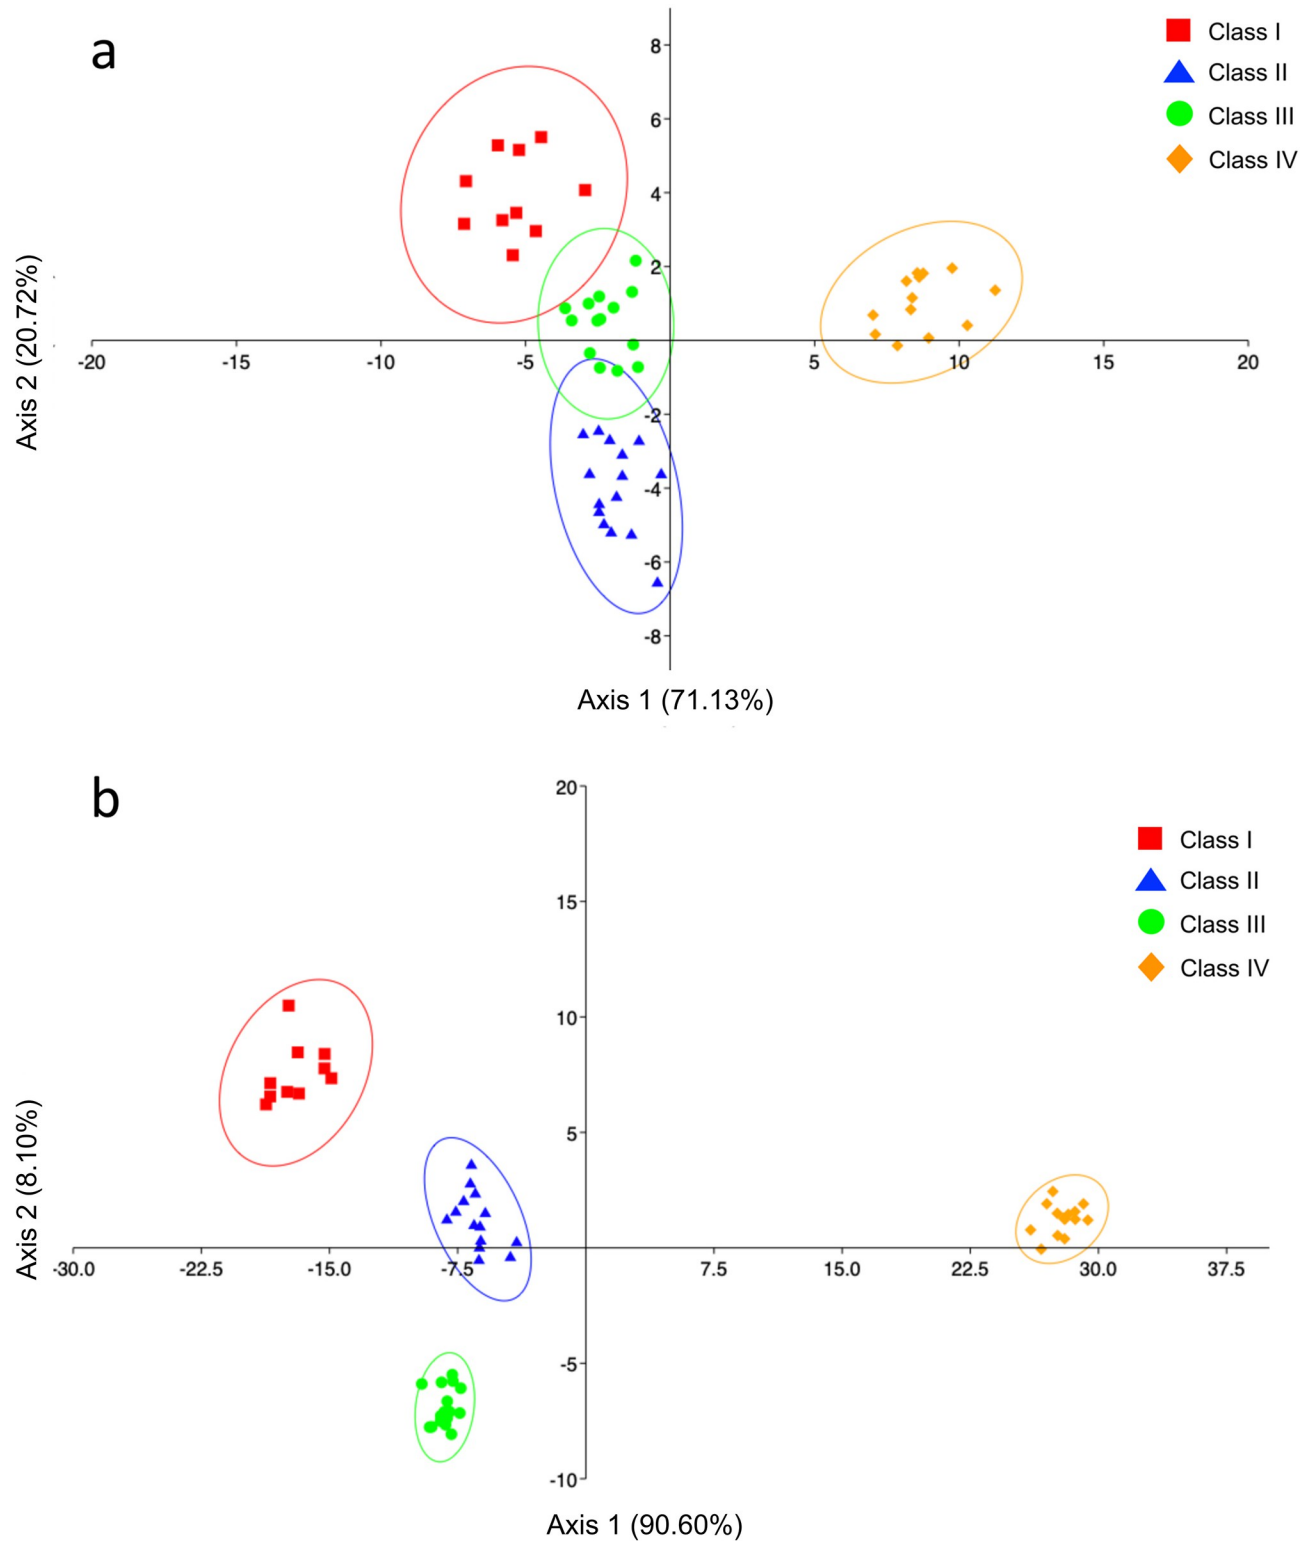 a
Class I
Class II
Class III
Class IV
8
6
4
2
-20 -15 -10 -5 5 10 15 20
-2
-4
-6
-8
Axis 2 (20.72%)
Axis 1 (71.13%)
b
Class I
Class II
Class III
Class IV
20
15
10
5
-30.0 -22.5 -15.0 -7.5 7.5 15.0 22.5 30.0 37.5
-5
-10
Axis 2 (8.10%)
Axis 1 (90.60%)